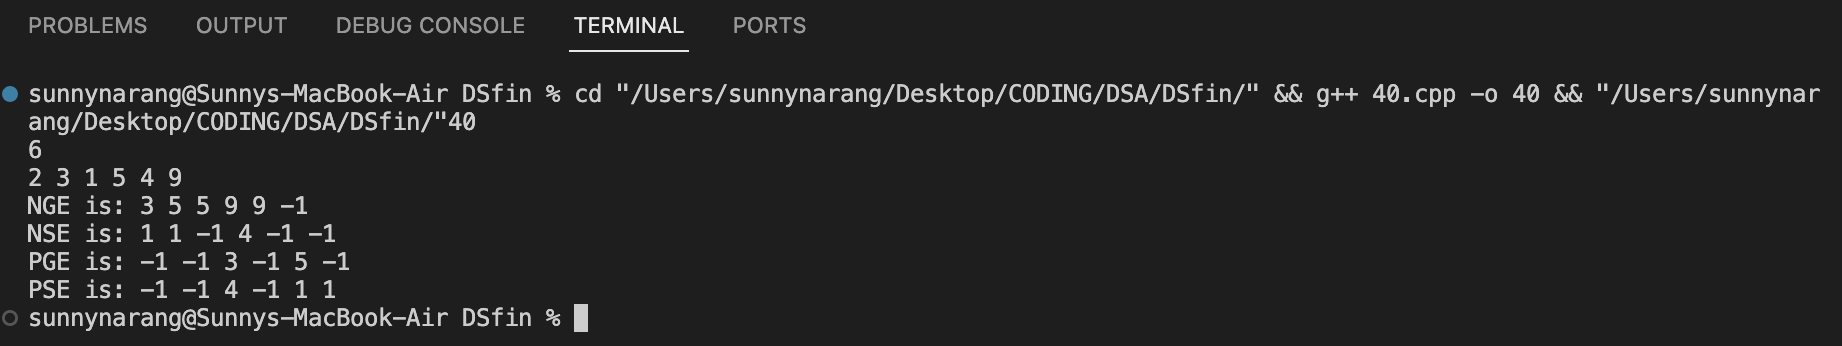 PROBLEMS OUTPUT DEBUG CONSOLE TERMINAL PORTS
sunnynarang@Sunnys-MacBook-Air DSfin % cd "/Users/sunnynarang/Desktop/CODING/DSA/DSfin/" && g++ 40.cpp -o 40 && "/Users/sunnynar
ang/Desktop/CODING/DSA/DSfin/"40
6
2 3 1 5 4 9
NGE is: 3 5 5 9 9 -1
NSE is: 1 1 -1 4 -1 -1
PGE is: -1 -1 3 -1 5 -1
PSE is: -1 -1 4 -1 1 1
sunnynarang@Sunnys-MacBook-Air DSfin %